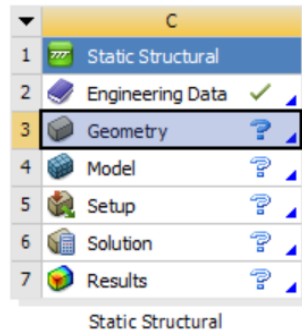 C
1 Static Structural
2 Engineering Data
3 Geometry
4 Model
5 Setup
6 Solution
7 Results
Static Structural